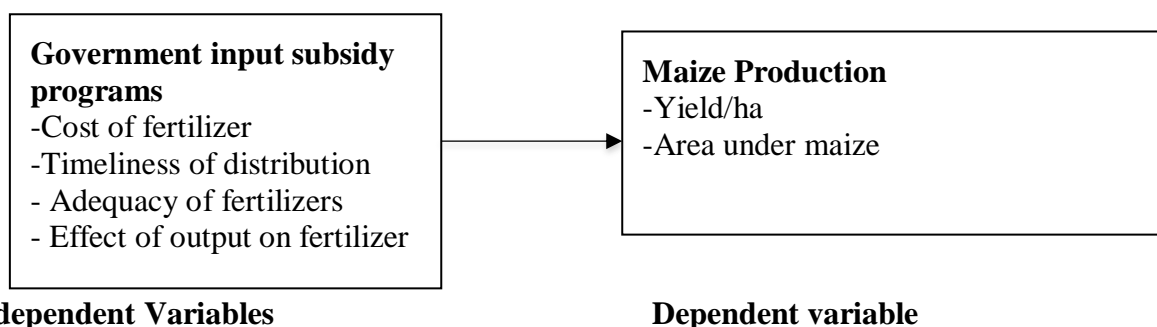 Government input subsidy
programs
-Cost of fertilizer
-Timeliness of distribution
- Adequacy of fertilizers
- Effect of output on fertilizer
Maize Production
-Yield/ha
-Area under maize
dependent Variables
Dependent variable